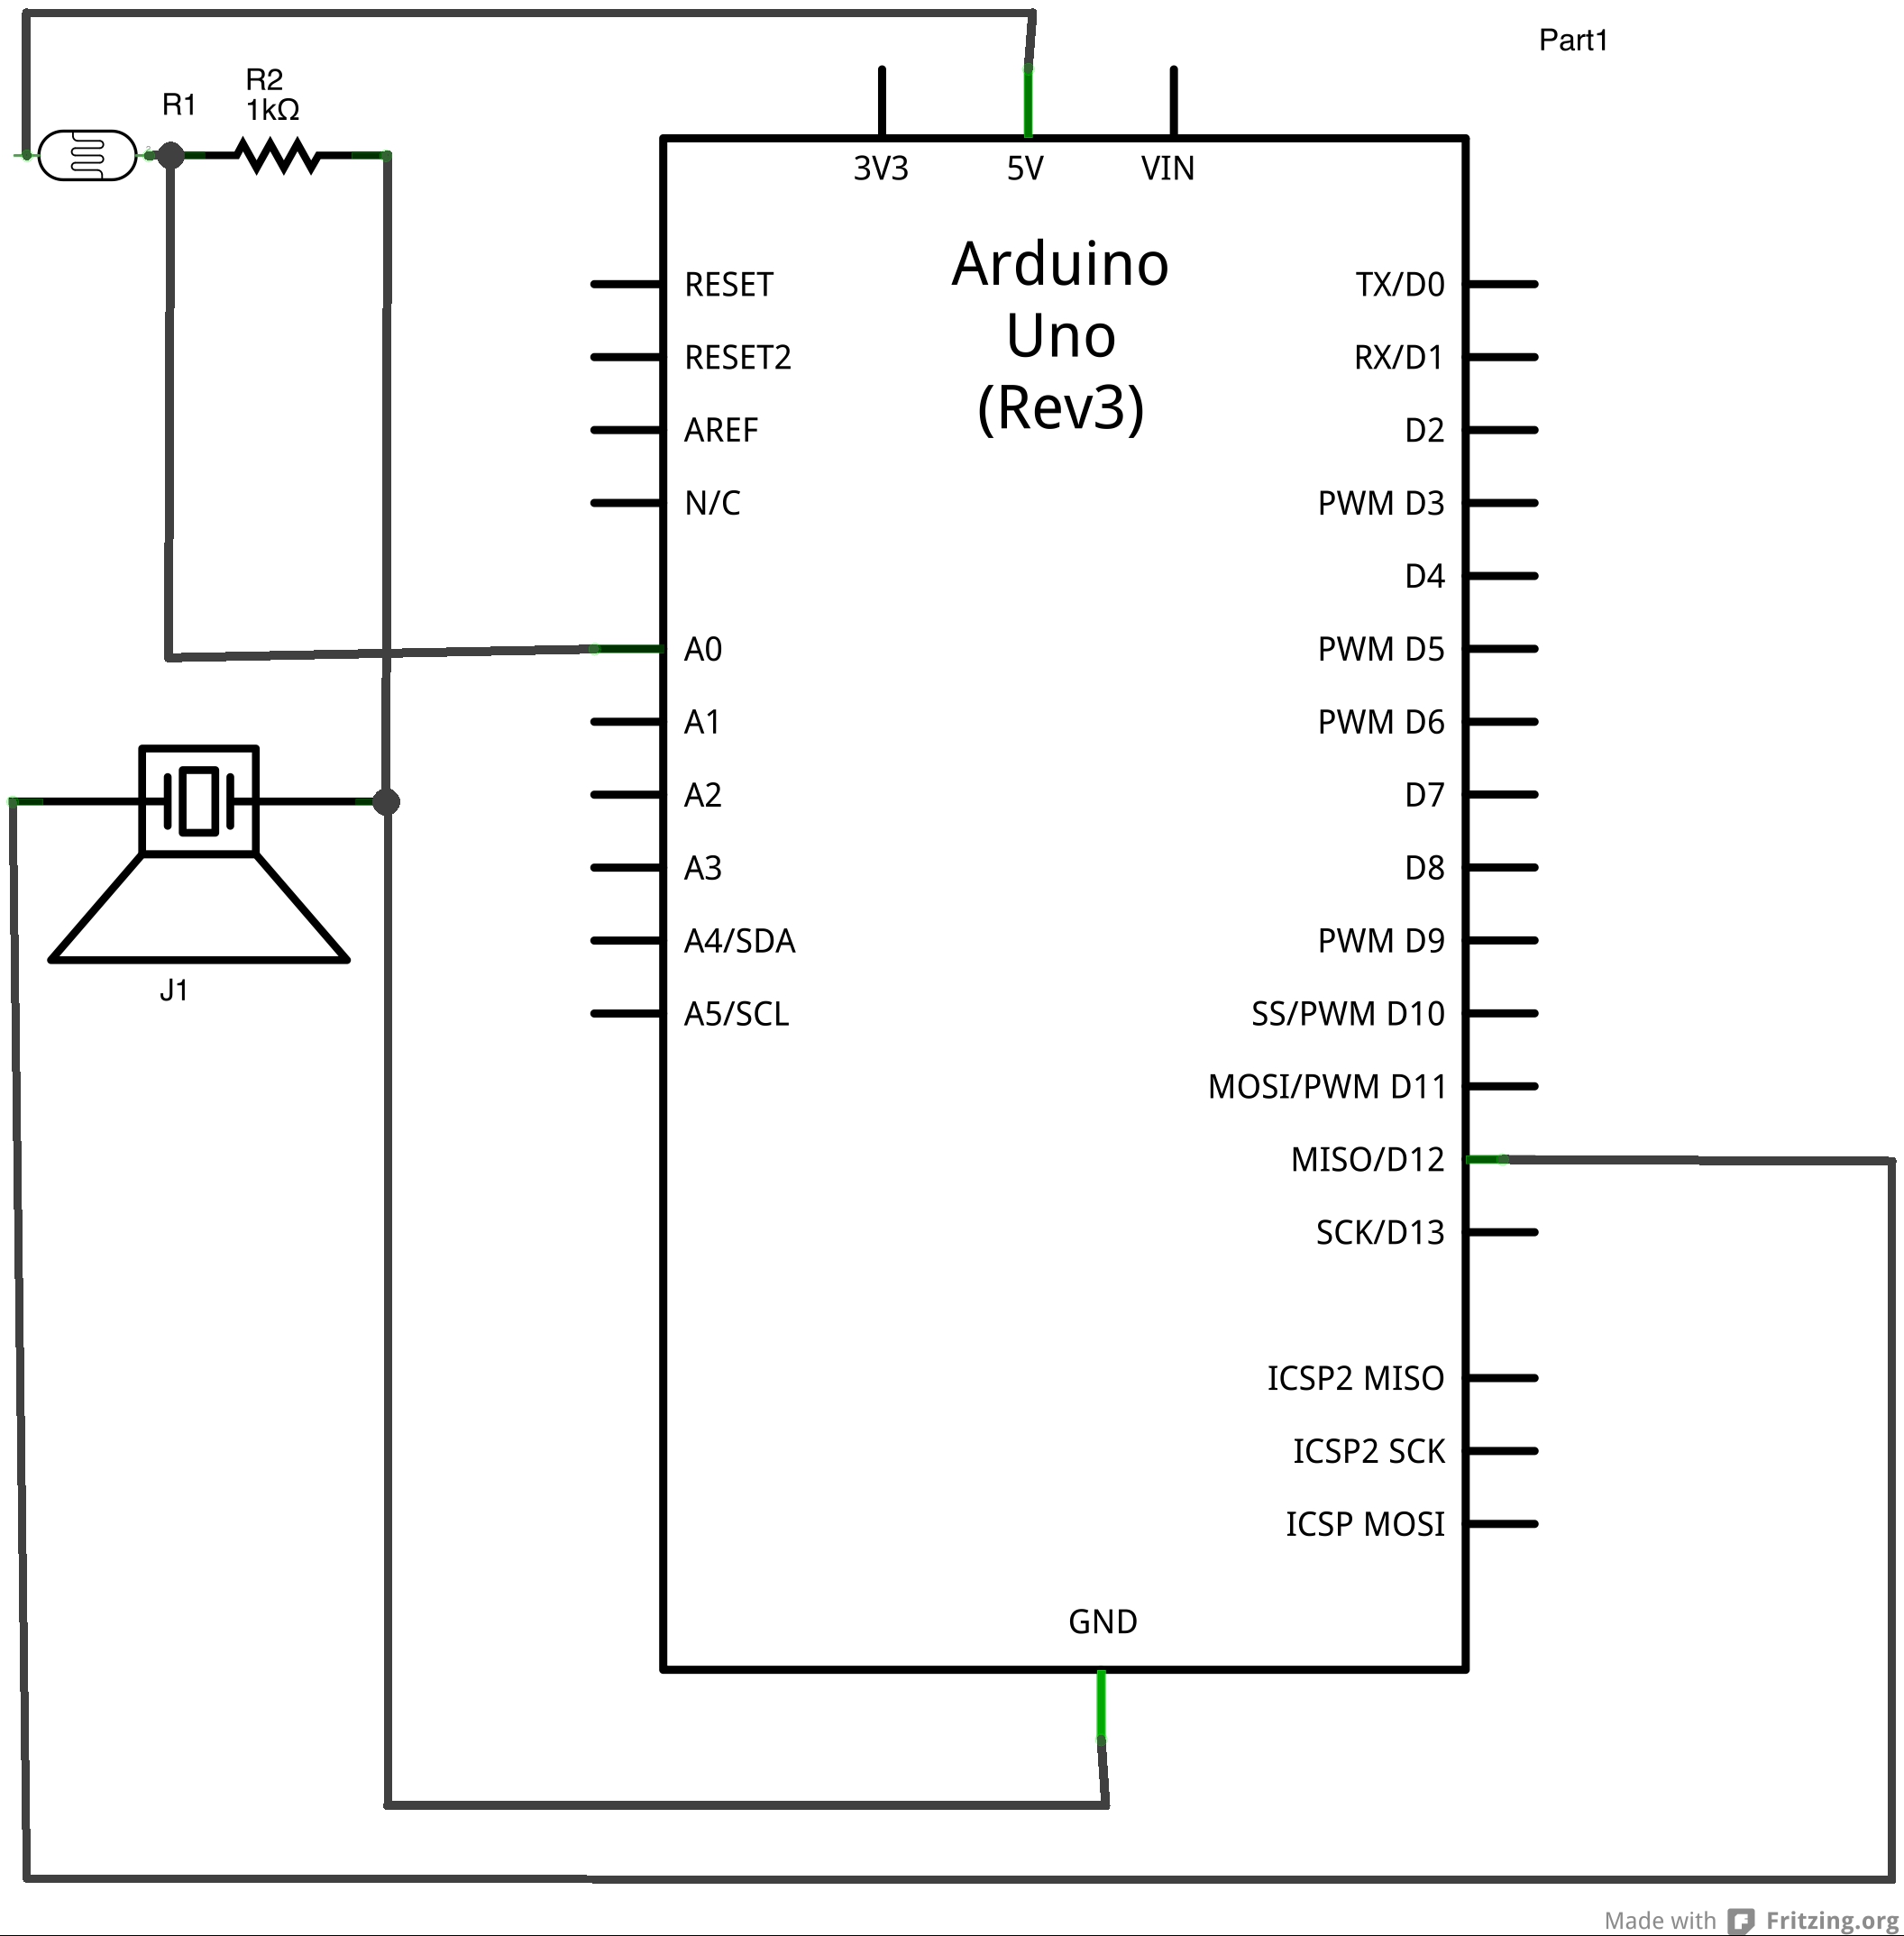 Part1
R2
1kΩ
R1
3V3
5V
VIN
Arduino
Uno
(Rev3)
RESET
RESET2
AREF
N/C
A0
A1
A2
A3
A4/SDA
A5/SCL
TX/D0
RX/D1
D2
PWM D3
D4
PWM D5
PWM D6
D7
D8
PWM D9
SS/PWM D10
MOSI/PWM D11
MISO/D12
SCK/D13
ICSP2 MISO
ICSP2 SCK
ICSP MOSI
GND
J1
Made with Fritzing.org